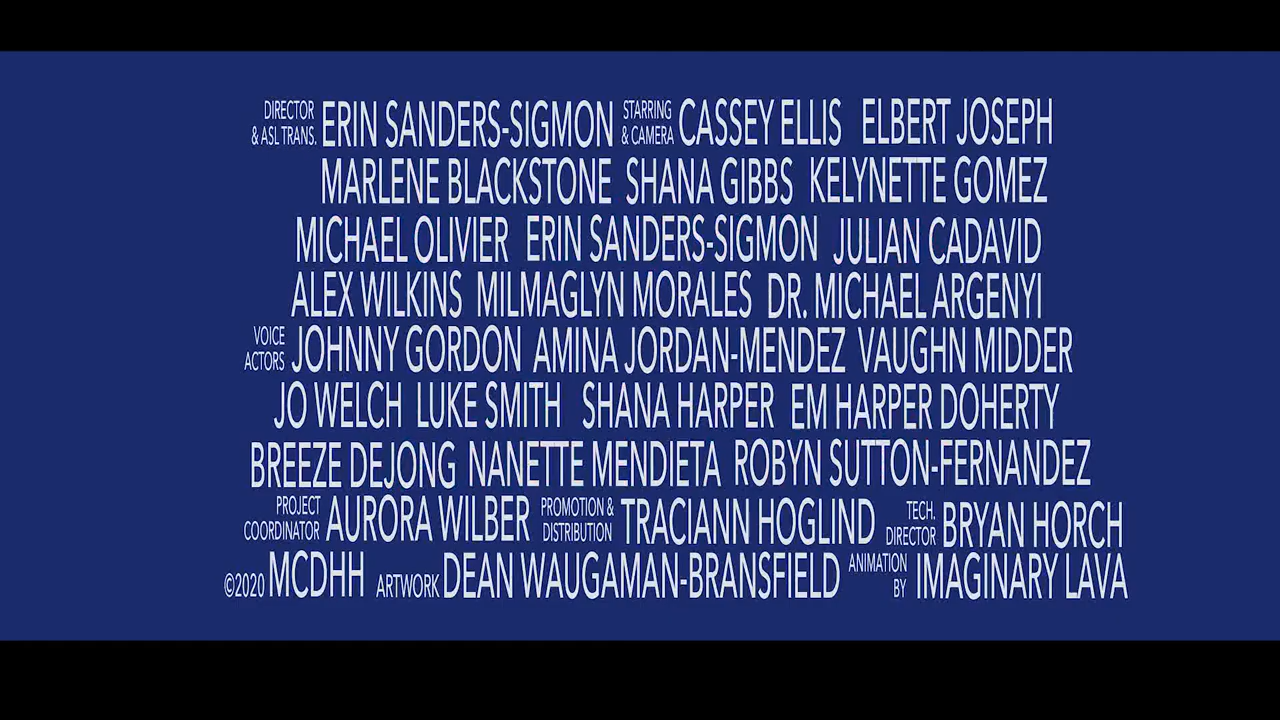 DIRECTOR & ASL TRANS. ERIN SANDERS-SIGMON STARRING & CAMERA CASSEY ELLIS ELBERT JOSEPH
MARLENE BLACKSTONE SHANA GIBBS KELYNETTE GOMEZ
MICHAEL OLIVIER ERIN SANDERS-SIGMON JULIAN CADAVID
ALEX WILKINS MILMAGLYN MORALES DR. MICHAEL ARGENYI
VOICE ACTORS JOHNNY GORDON AMINA JORDAN-MENDEZ VAUGHN MIDDER
JO WELCH LUKE SMITH SHANA HARPER EM HARPER DOHERTY
BREEZE DEJONG NANETTE MENDIETA ROBYN SUTTON-FERNANDEZ
PROJECT COORDINATOR AURORA WILBER PROMOTION & DISTRIBUTION TRACIANN HOGLIND TECH. DIRECTOR BRYAN HORCH
©2020 MCDHH ARTWORK DEAN WAUGAMAN-BRANSFIELD ANIMATION BY IMAGINARY LAVA